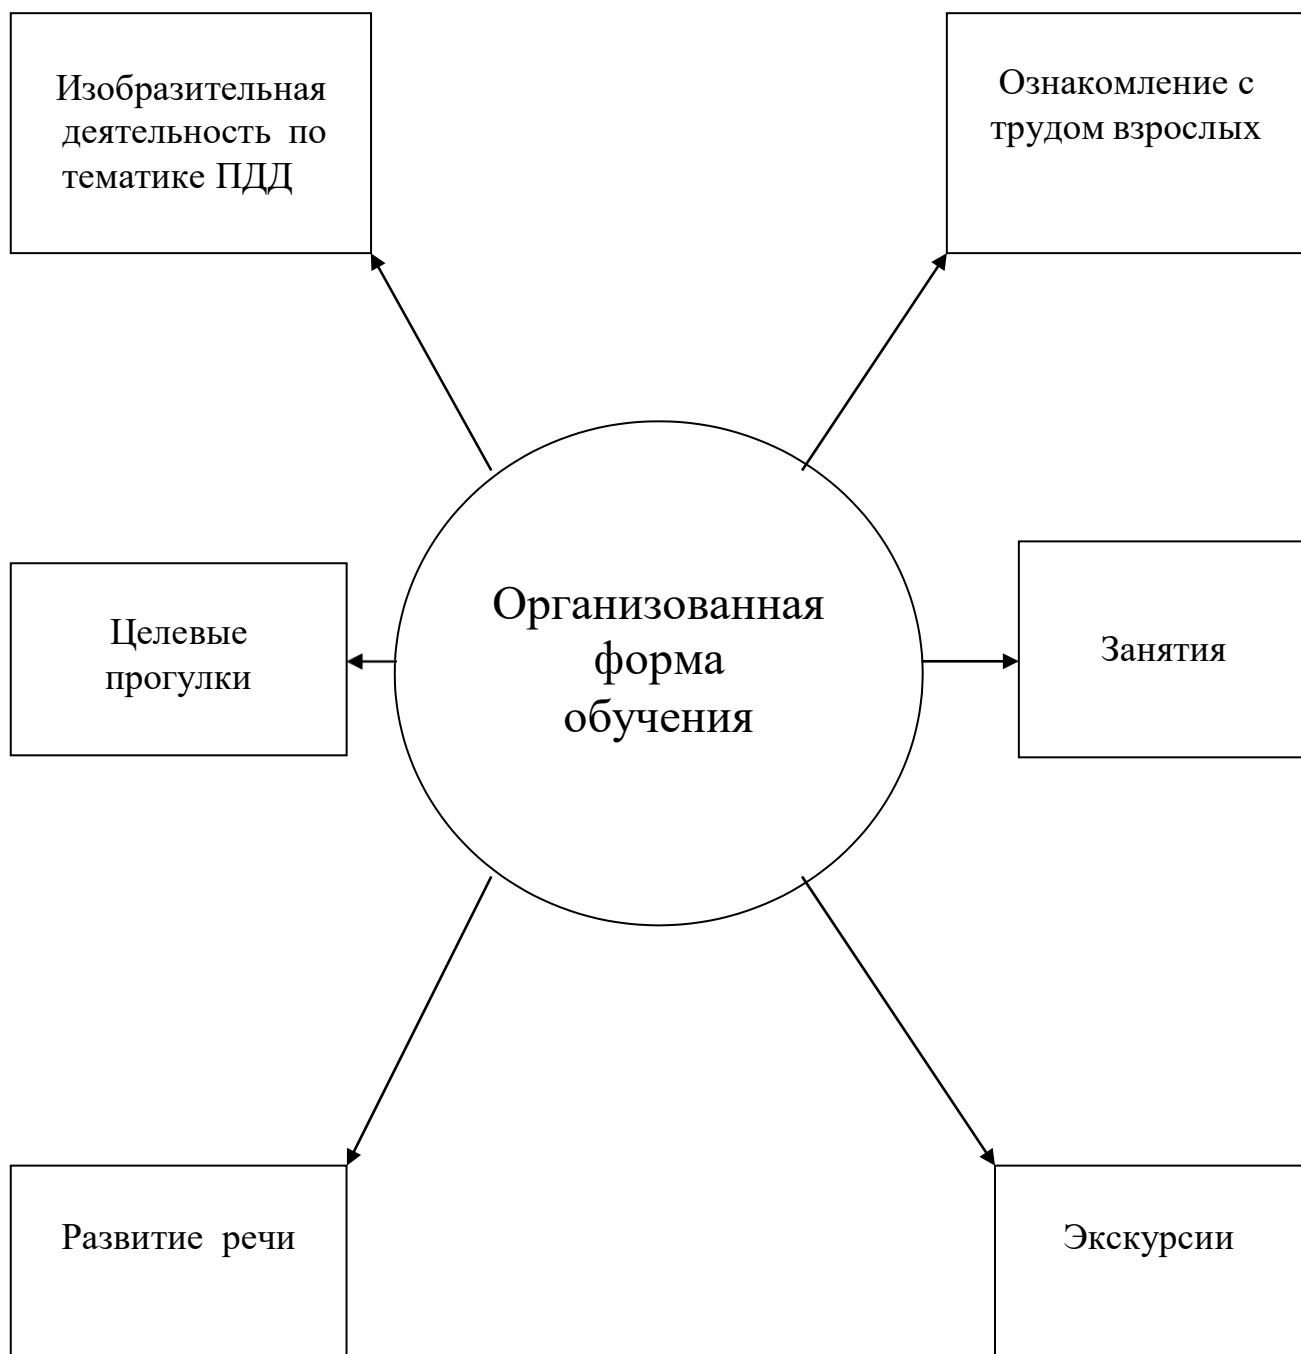 Изобразительная
деятельность по
тематике ПДД
Ознакомление с
трудом взрослых
Организованная
форма
обучения
Целевые
прогулки
Занятия
Развитие речи
Экскурсии